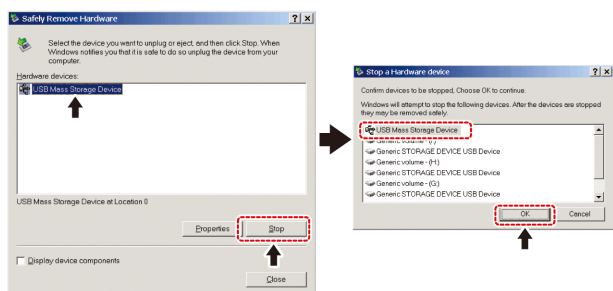 Safely Remove Hardware
Select the device you want to unplug or eject, and then click Stop. When
Windows notifies you that it is safe to do so unplug the device from your
computer.
Hardware devices:
USB Mass Storage Device
USB Mass Storage Device at Location 0
Properties
Stop
Display device components
Close
Stop a Hardware device
Confirm devices to be stopped, Choose OK to continue.
Windows will attempt to stop the following devices. After the devices are stopped
they may be removed safely.
USB Mass Storage Device
Generic volume - (I:)
Generic STORAGE DEVICE USB Device
Generic volume - (H:)
Generic STORAGE DEVICE USB Device
Generic volume - (G:)
Generic STORAGE DEVICE USB Device
OK
Cancel